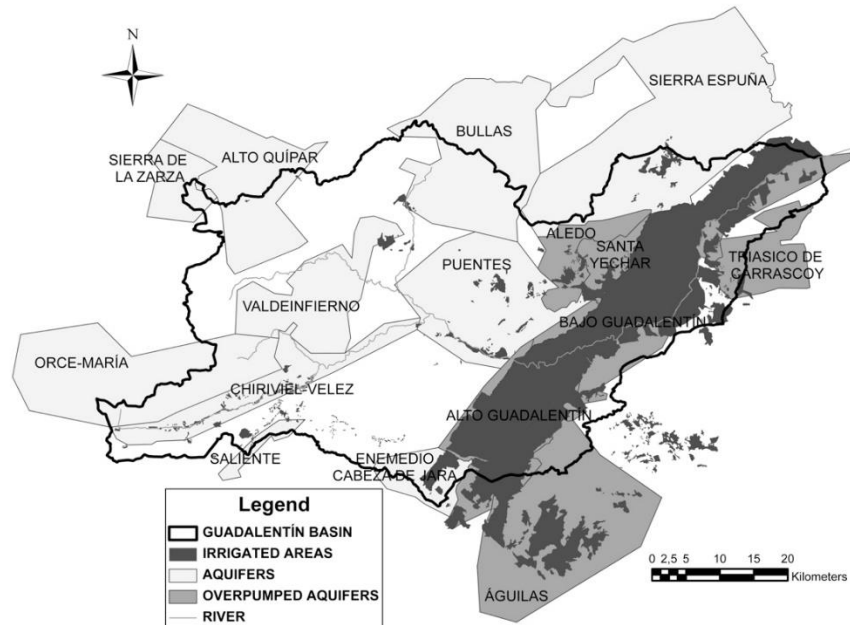 N
SIERRA ESPUÑA
BULLAS
SIERRA DE
LA ZARZA
ALTO QUÍPAR
ALEDO
SANTA
YECHAR
TRIASICO DE
CARRASCOY
PUENTES
VALDEINFIERNO
BAJO GUADALENTÍN
ORCE-MARÍA
CHIRIVIEL-VELEZ
ALTO GUADALENTÍN
SALIENTE
ENEMEDIO
CABEZA DE JARA
ÁGUILAS
Legend
GUADALENTÍN BASIN
IRRIGATED AREAS
AQUIFERS
OVERPUMPED AQUIFERS
RIVER
0 2,5 5 10 15 20
Kilometers